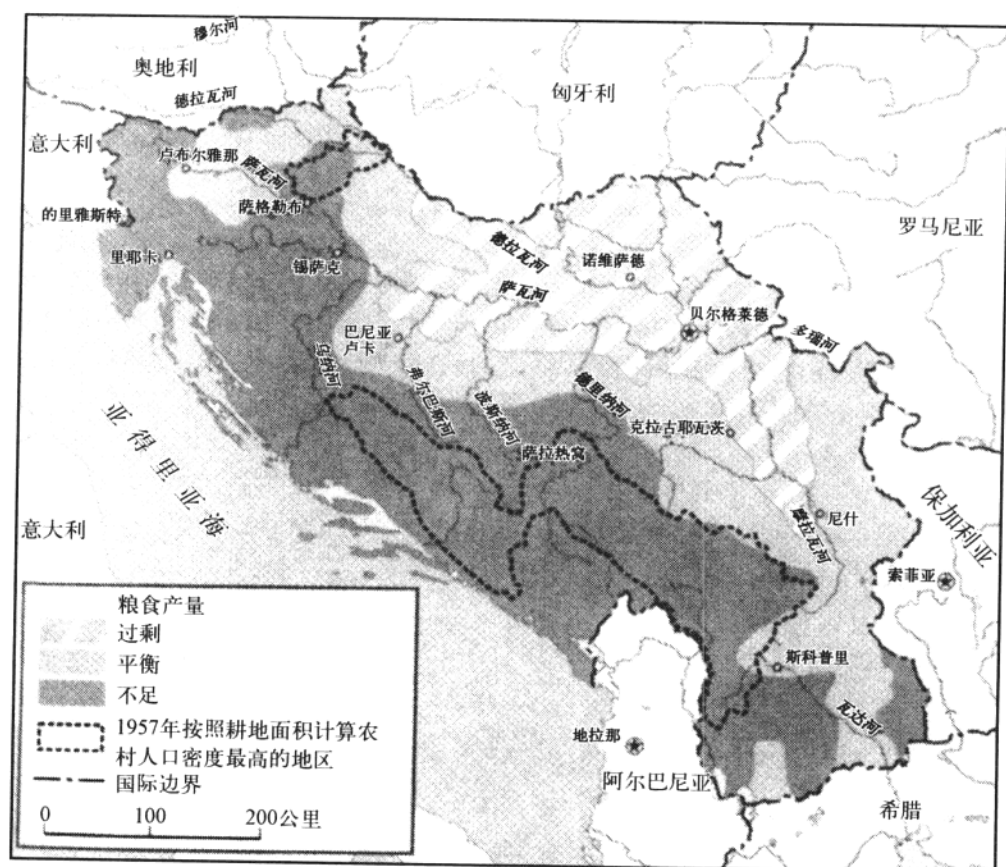 穆尔河
奥地利
匈牙利
德拉瓦河
意大利
卢布尔雅那
萨瓦河
罗马尼亚
的里雅斯特
萨格勒布
里耶卡
锡萨克
德拉瓦河
诺维萨德
萨瓦河
贝尔格莱德
多瑙河
巴尼亚
卢卡
乌纳河
弗尔巴斯河
波斯纳河
德里纳河
克拉古耶瓦茨
萨拉热窝
亚得里亚海
意大利
摩拉瓦河
尼什
保加利亚
索菲亚
斯科普里
瓦达河
地拉那
阿尔巴尼亚
希腊
粮食产量
过剩
平衡
不足
1957年按照耕地面积计算农
村人口密度最高的地区
国际边界
0 100 200公里